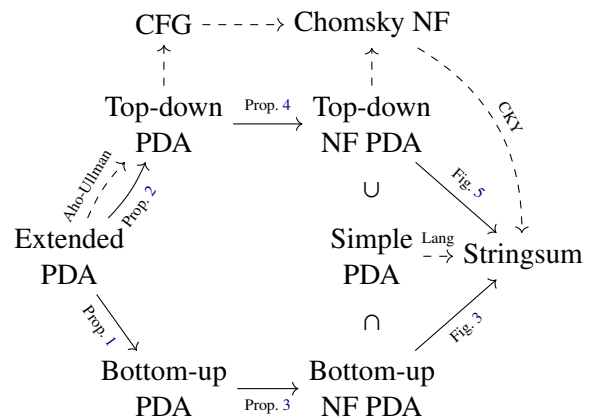 CFG
Chomsky NF
CKY
Top-down
PDA
Prop. 4
Top-down
NF PDA
Aho-Ullman
Prop. 2
Fig. 5
∪
Extended
PDA
Simple
PDA
Lang
Stringsum
Prop. 1
∩
Fig. 3
Bottom-up
PDA
Prop. 3
Bottom-up
NF PDA